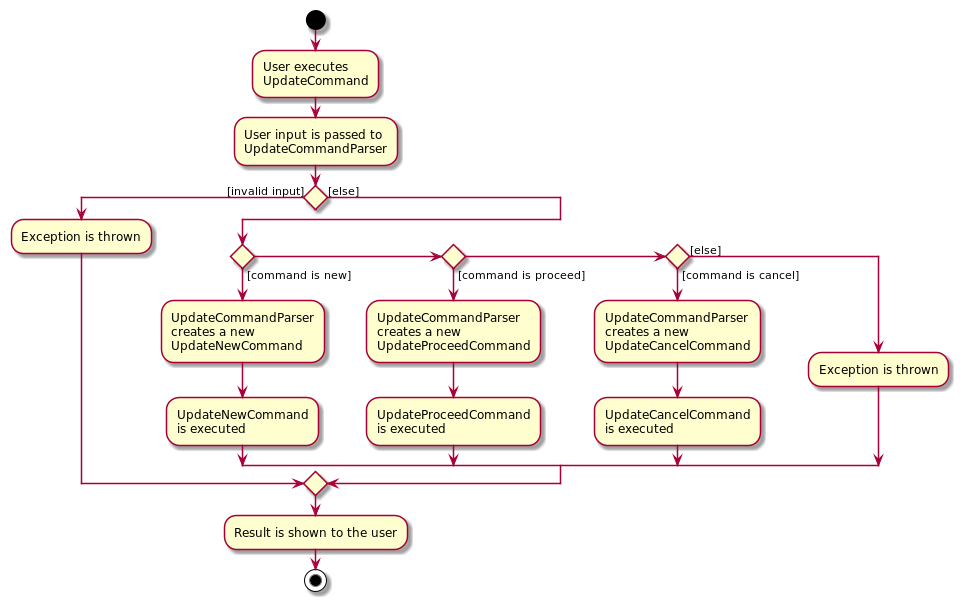 User executes
UpdateCommand
User input is passed to
UpdateCommandParser
[invalid input]
[else]
Exception is thrown
[else]
[command is new]
[command is proceed]
[command is cancel]
UpdateCommandParser
creates a new
UpdateNewCommand
UpdateCommandParser
creates a new
UpdateProceedCommand
UpdateCommandParser
creates a new
UpdateCancelCommand
Exception is thrown
UpdateNewCommand
is executed
UpdateProceedCommand
is executed
UpdateCancelCommand
is executed
Result is shown to the user